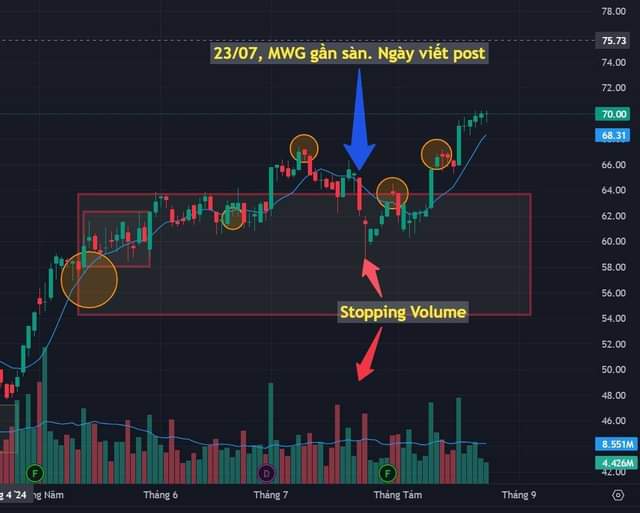 78.00
75.73
74.00
72.00
70.00
68.31
66.00
64.00
62.00
60.00
58.00
56.00
54.00
52.00
50.00
48.00
46.00
44.00
8.551M
4.426M
42.00
23/07, MWG gần sàn. Ngày viết post
Stopping Volume
F
D
F
g 4 '24
ng Năm
Tháng 6
Tháng 7
Tháng Tám
Tháng 9